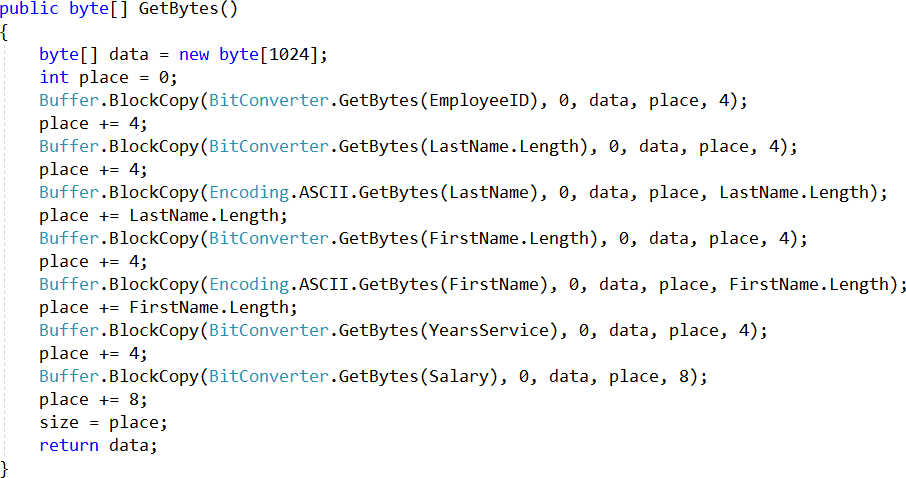 public byte[] GetBytes()
{
    byte[] data = new byte[1024];
    int place = 0;
    Buffer.BlockCopy(BitConverter.GetBytes(EmployeeID), 0, data, place, 4);
    place += 4;
    Buffer.BlockCopy(BitConverter.GetBytes(LastName.Length), 0, data, place, 4);
    place += 4;
    Buffer.BlockCopy(Encoding.ASCII.GetBytes(LastName), 0, data, place, LastName.Length);
    place += LastName.Length;
    Buffer.BlockCopy(BitConverter.GetBytes(FirstName.Length), 0, data, place, 4);
    place += 4;
    Buffer.BlockCopy(Encoding.ASCII.GetBytes(FirstName), 0, data, place, FirstName.Length);
    place += FirstName.Length;
    Buffer.BlockCopy(BitConverter.GetBytes(YearsService), 0, data, place, 4);
    place += 4;
    Buffer.BlockCopy(BitConverter.GetBytes(Salary), 0, data, place, 8);
    place += 8;
    size = place;
    return data;
}